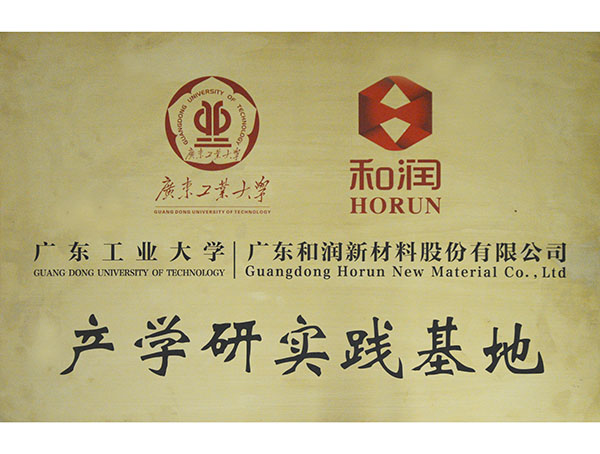 GUANGDONG UNIVERSITY OF TECHNOLOGY
廣東工業大學
廣東工業大學
GUANG DONG UNIVERSITY OF TECHNOLOGY
和润
HORUN
广东工业大学 | 广东和润新材料股份有限公司
GUANG DONG UNIVERSITY OF TECHNOLOGY | Guangdong Horun New Material Co., Ltd
产学研实践基地